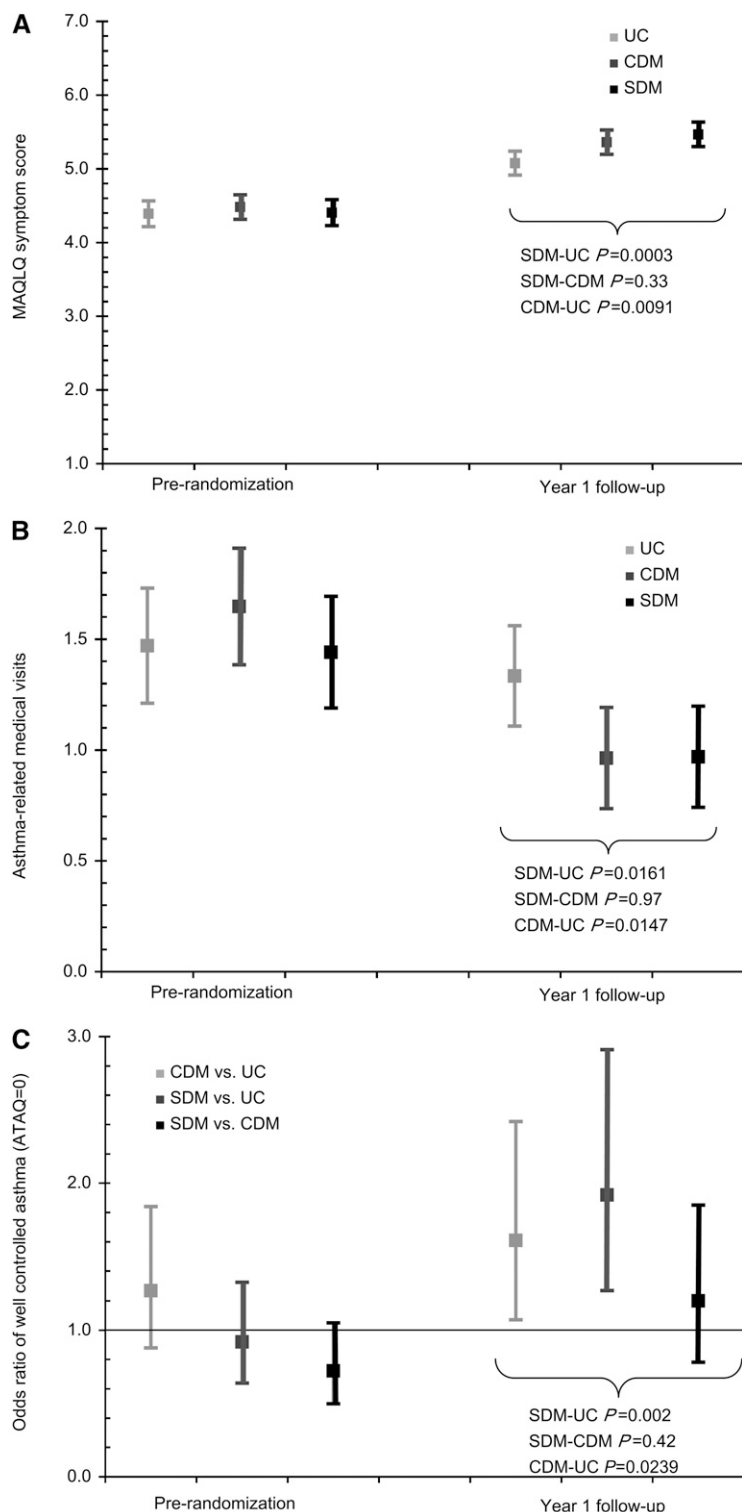 A
MAQLQ symptom score
7.0
6.0
5.0
4.0
3.0
2.0
1.0
UC
CDM
SDM
SDM-UC P=0.0003
SDM-CDM P=0.33
CDM-UC P=0.0091
Pre-randomization
Year 1 follow-up
B
Asthma-related medical visits
2.0
1.5
1.0
0.5
0.0
UC
CDM
SDM
SDM-UC P=0.0161
SDM-CDM P=0.97
CDM-UC P=0.0147
Pre-randomization
Year 1 follow-up
C
Odds ratio of well controlled asthma (ATAQ=0)
3.0
2.0
1.0
0.0
CDM vs. UC
SDM vs. UC
SDM vs. CDM
SDM-UC P=0.002
SDM-CDM P=0.42
CDM-UC P=0.0239
Pre-randomization
Year 1 follow-up